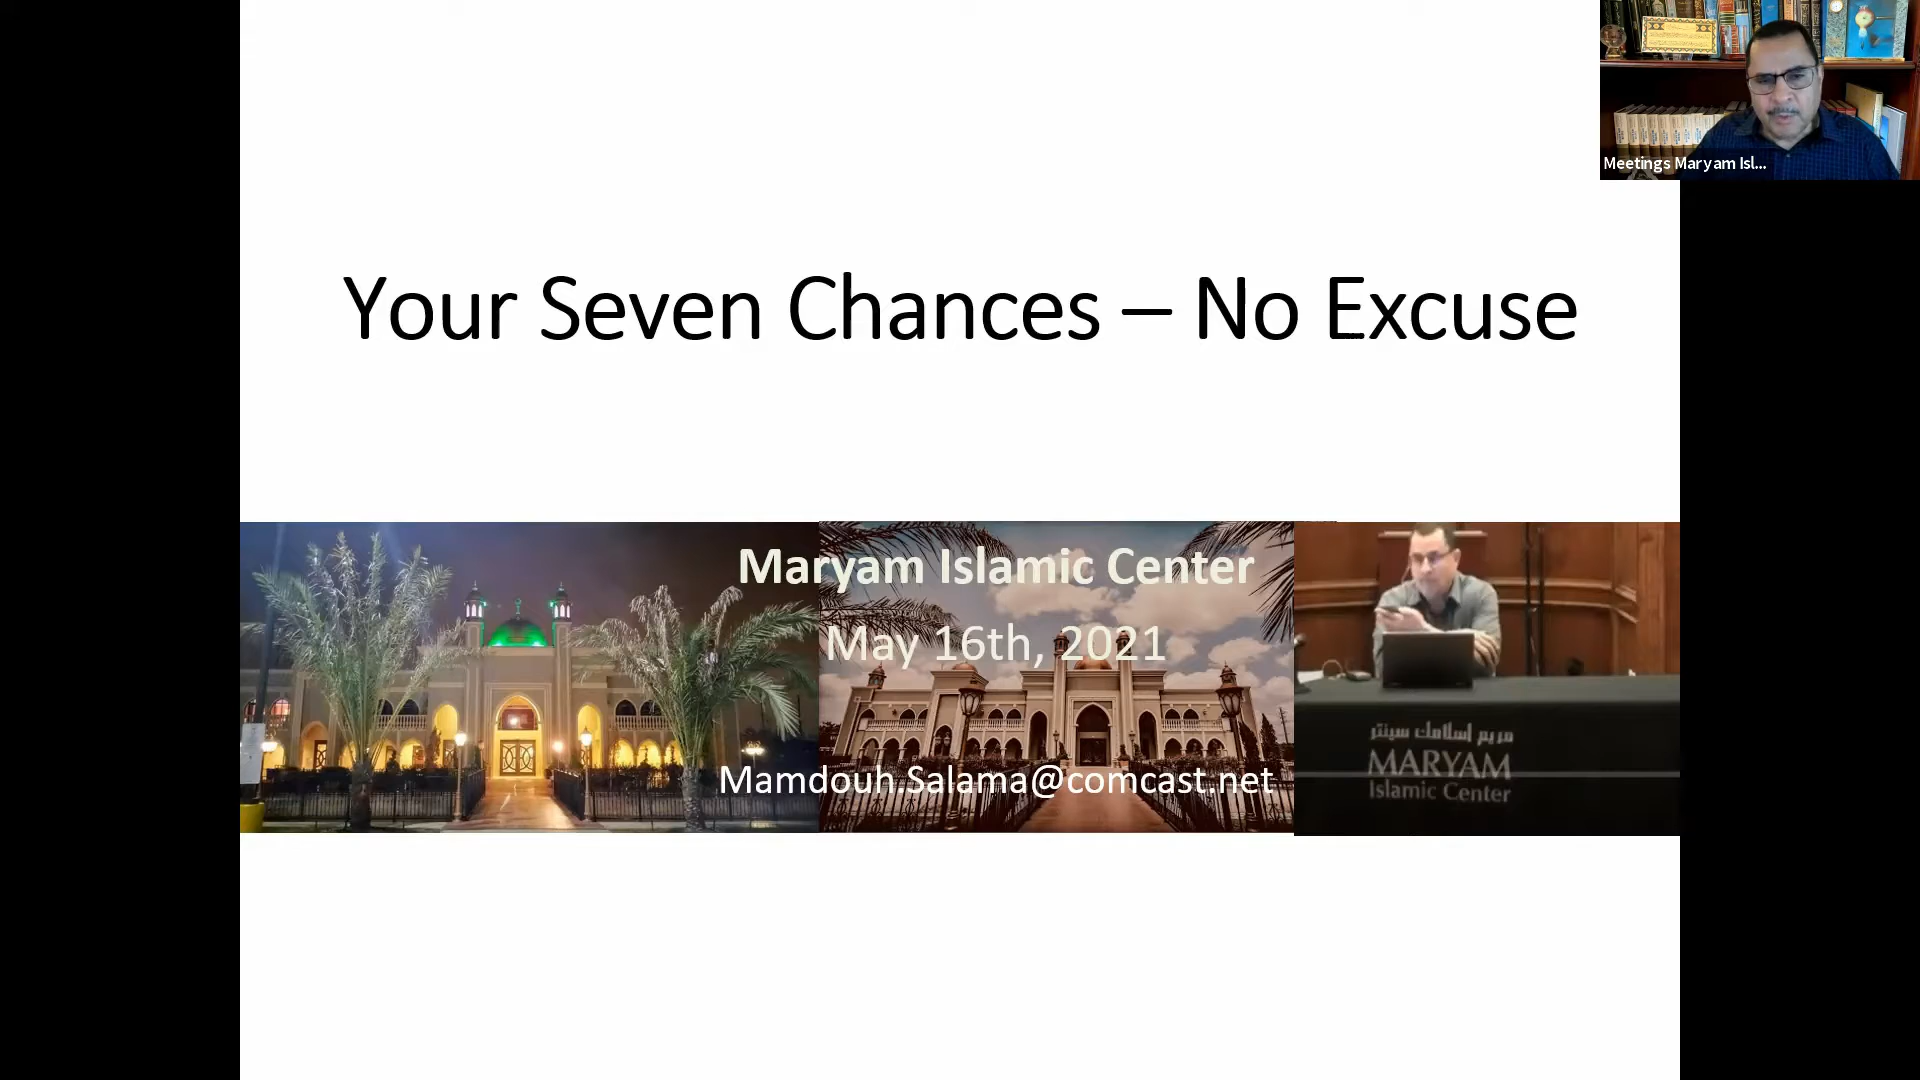 Your Seven Chances – No Excuse
Meetings Maryam Isl...
Maryam Islamic Center
May 16th, 2021
Mamdouh.Salama@comcast.net
مريم إسلامك سينتر
MARYAM
Islamic Center